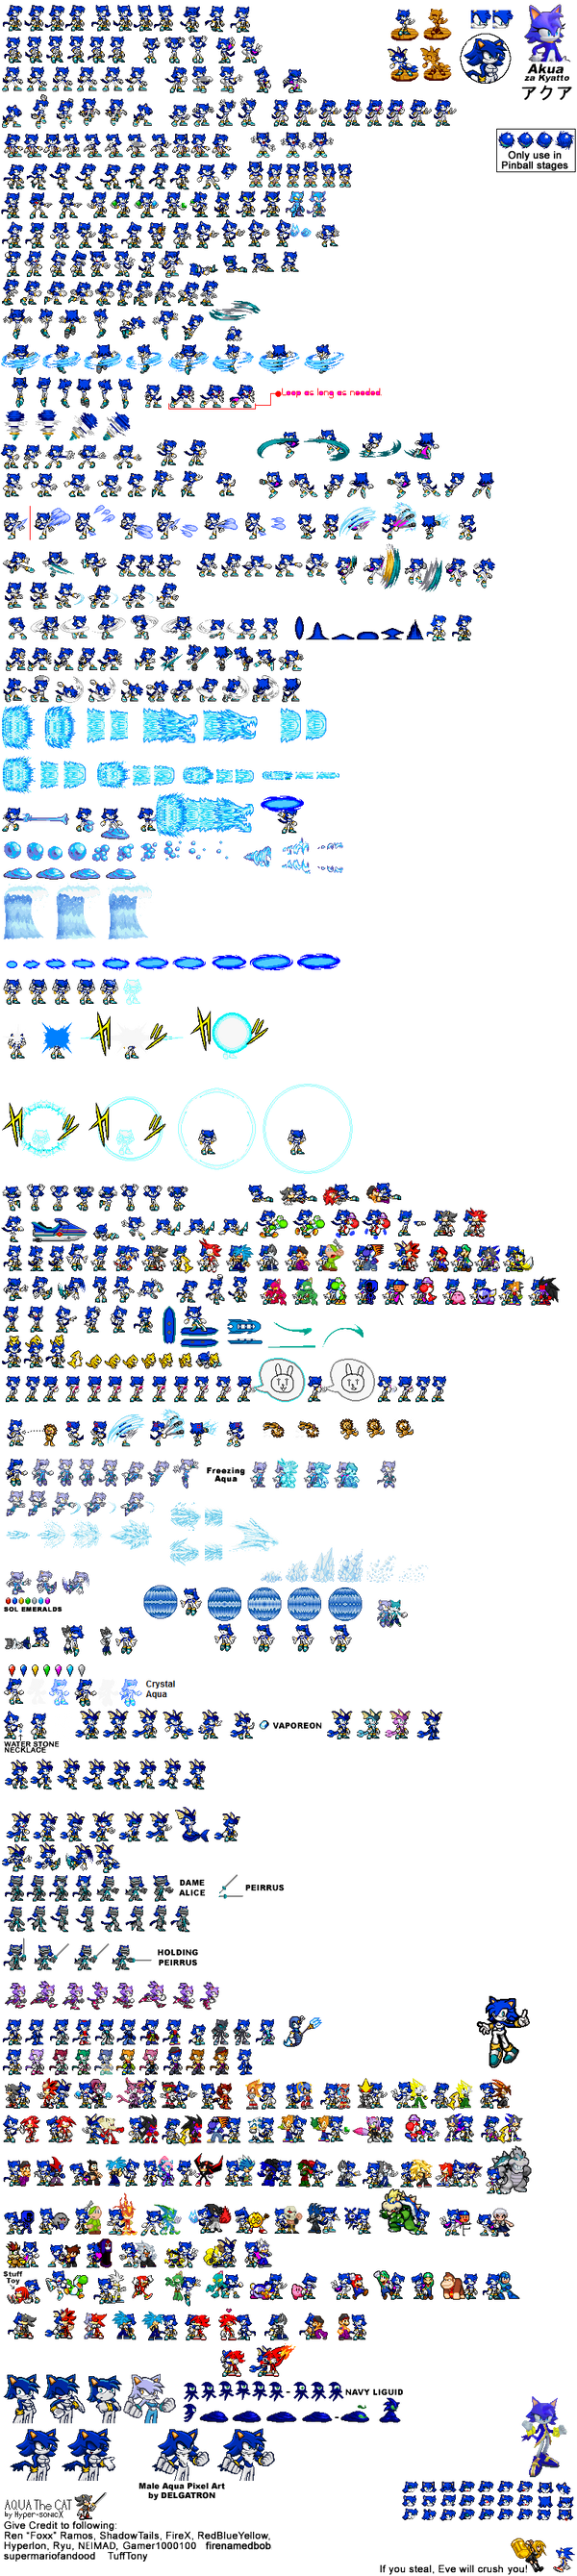 Akua
za Kyatto
アクア
Only use in
Pinball stages
Loop as long as needed.
Freezing
Aqua
SOL EMERALDS
Crystal
Aqua
WATER STONE
NECKLACE
VAPOREON
DAME
ALICE
PEIRRUS
HOLDING
PEIRRUS
Stuff
Toy
NAVY LIGUID
Male Aqua Pixel Art
by DELGATRON
AQUA The CAT
by Hyper-sonicX
Give Credit to following:
Ren "Foxx" Ramos, ShadowTails, FireX, RedBlueYellow,
Hyperlon, Ryu, NEIMAD, Gamer1000100 firenamedbob
supermariofandood TuffTony
If you steal, Eve will crush you!